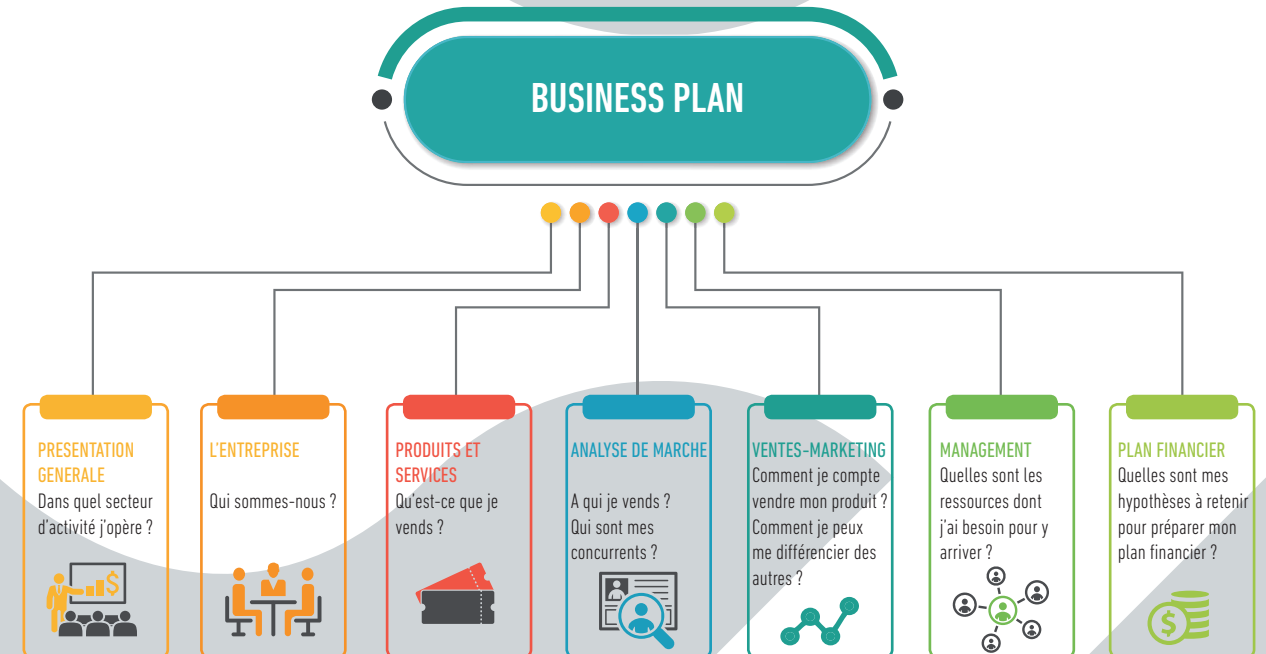 BUSINESS PLAN
PRESENTATION
GENERALE
Dans quel secteur
d'activité j'opère ?
L'ENTREPRISE
Qui sommes-nous ?
PRODUITS ET
SERVICES
Qu'est-ce que je
vends ?
ANALYSE DE MARCHE
A qui je vends ?
Qui sont mes
concurrents ?
VENTES-MARKETING
Comment je compte
vendre mon produit ?
Comment je peux
me différencier des
autres ?
MANAGEMENT
Quelles sont les
ressources dont
j'ai besoin pour y
arriver ?
PLAN FINANCIER
Quelles sont mes
hypothèses à retenir
pour préparer mon
plan financier ?
$
$